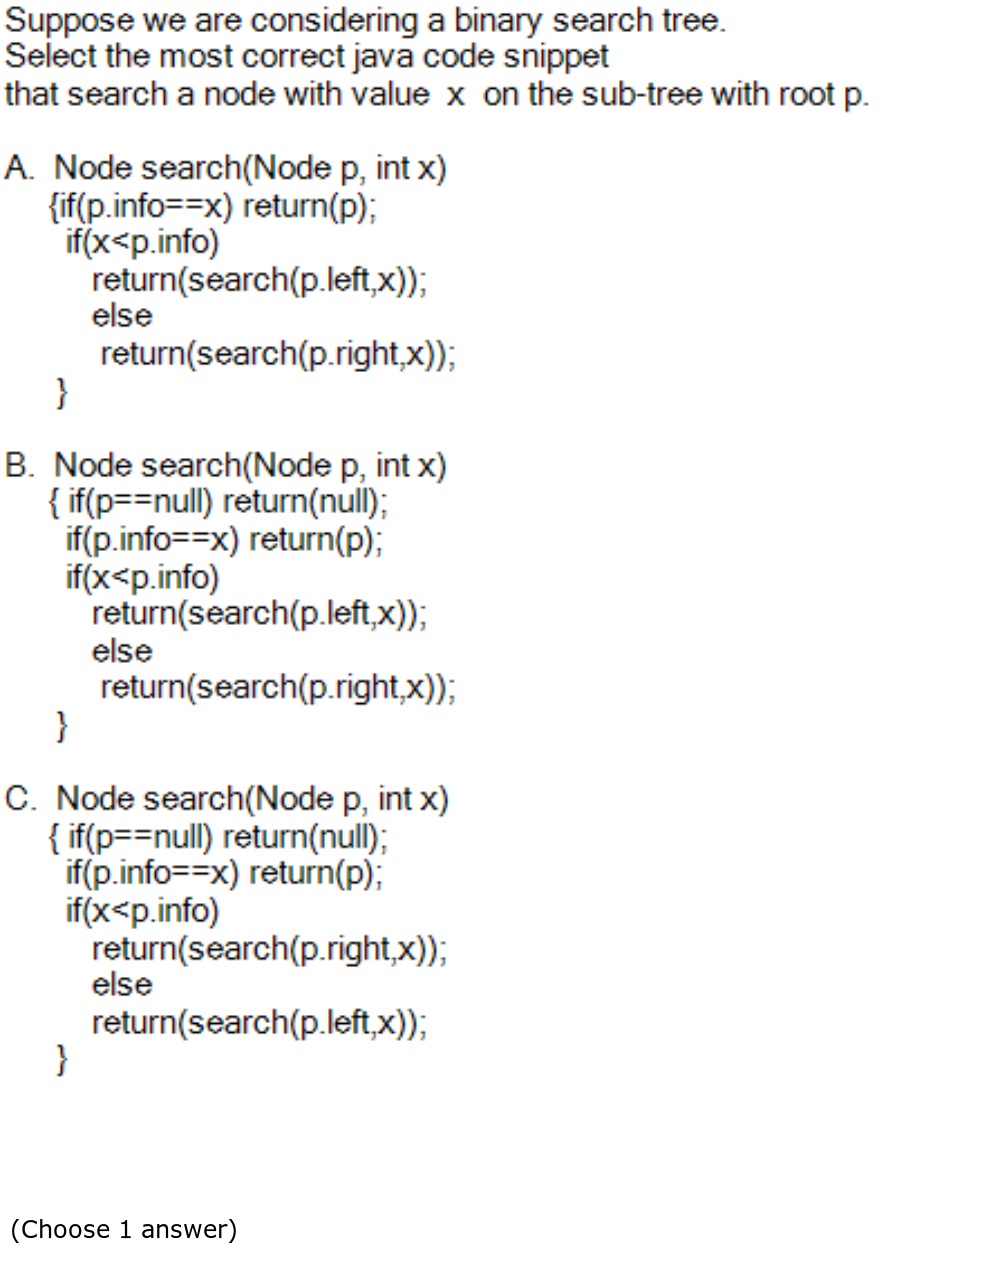 Suppose we are considering a binary search tree.
Select the most correct java code snippet
that search a node with value  x  on the sub-tree with root p.
A.  Node search(Node p, int x)
{if(p.info==x) return(p);
if(x<p.info)
return(search(p.left,x));
else
return(search(p.right,x));
}
B.  Node search(Node p, int x)
{ if(p==null) return(null);
if(p.info==x) return(p);
if(x<p.info)
return(search(p.left,x));
else
return(search(p.right,x));
}
C.  Node search(Node p, int x)
{ if(p==null) return(null);
if(p.info==x) return(p);
if(x<p.info)
return(search(p.right,x));
else
return(search(p.left,x));
}
(Choose 1 answer)